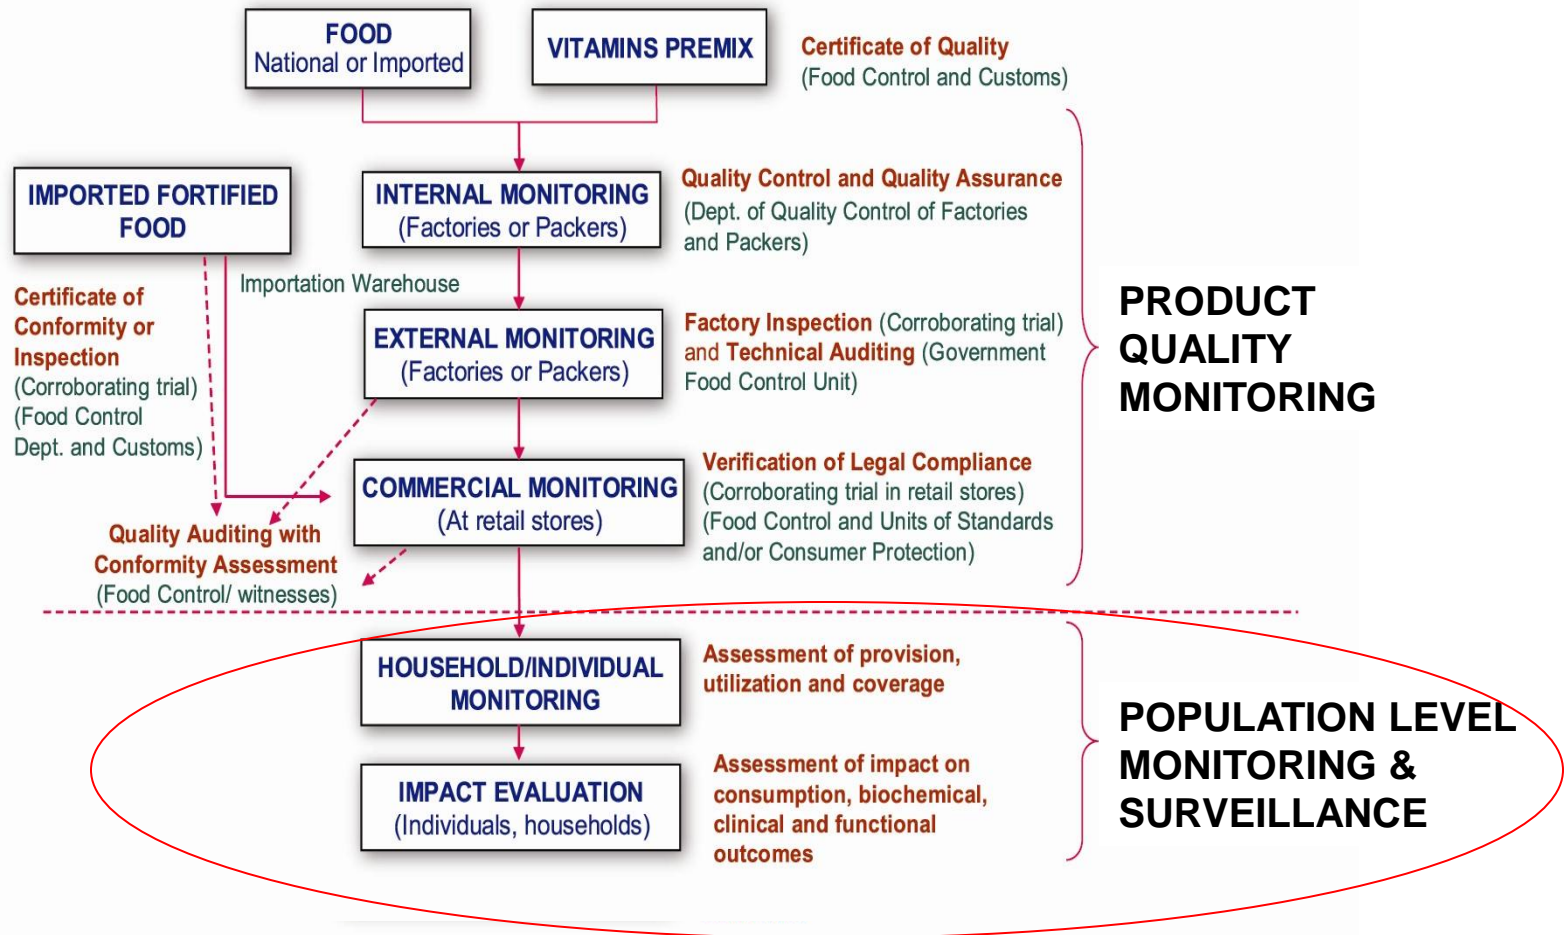 FOOD
National or Imported
VITAMINS PREMIX
Certificate of Quality
(Food Control and Customs)
IMPORTED FORTIFIED
FOOD
INTERNAL MONITORING
(Factories or Packers)
Quality Control and Quality Assurance
(Dept. of Quality Control of Factories
and Packers)
Importation Warehouse
Certificate of
Conformity or
Inspection
(Corroborating trial)
(Food Control
Dept. and Customs)
EXTERNAL MONITORING
(Factories or Packers)
Factory Inspection (Corroborating trial)
and Technical Auditing (Government
Food Control Unit)
PRODUCT
QUALITY
MONITORING
COMMERCIAL MONITORING
(At retail stores)
Verification of Legal Compliance
(Corroborating trial in retail stores)
(Food Control and Units of Standards
and/or Consumer Protection)
Quality Auditing with
Conformity Assessment
(Food Control/ witnesses)
HOUSEHOLD/INDIVIDUAL
MONITORING
Assessment of provision,
utilization and coverage
IMPACT EVALUATION
(Individuals, households)
Assessment of impact on
consumption, biochemical,
clinical and functional
outcomes
POPULATION LEVEL
MONITORING &
SURVEILLANCE